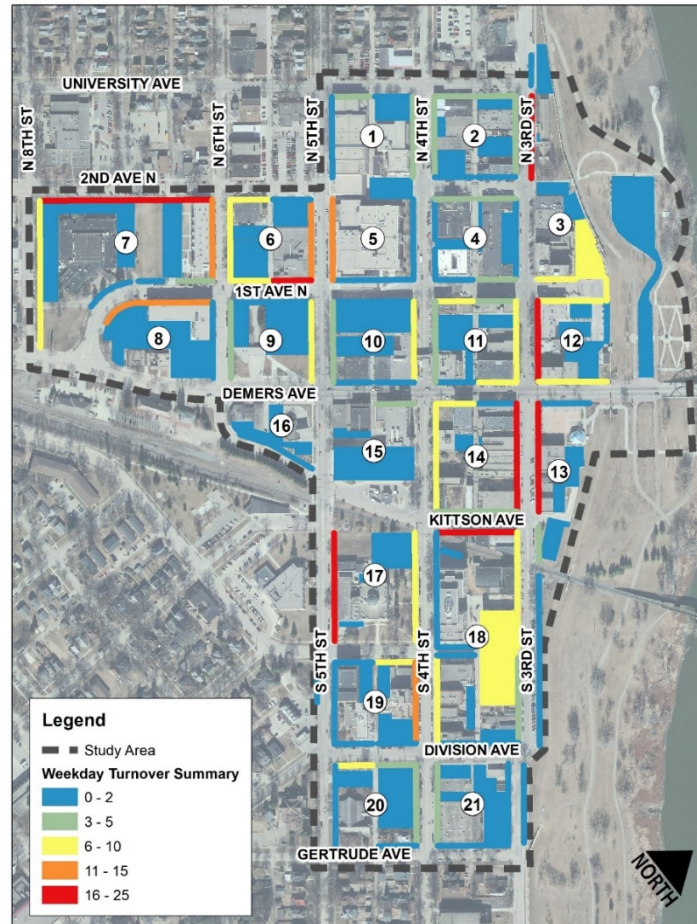 UNIVERSITY AVE
N 8TH ST
N 6TH ST
N 5TH ST
N 4TH ST
N 3RD ST
2ND AVE N
1
2
3
4
5
6
7
1ST AVE N
8
9
10
11
12
DEMERS AVE
16
15
14
13
KITTSON AVE
17
18
S 5TH ST
S 4TH ST
S 3RD ST
19
DIVISION AVE
20
21
GERTRUDE AVE
Legend
Study Area
Weekday Turnover Summary
0 - 2
3 - 5
6 - 10
11 - 15
16 - 25
NORTH